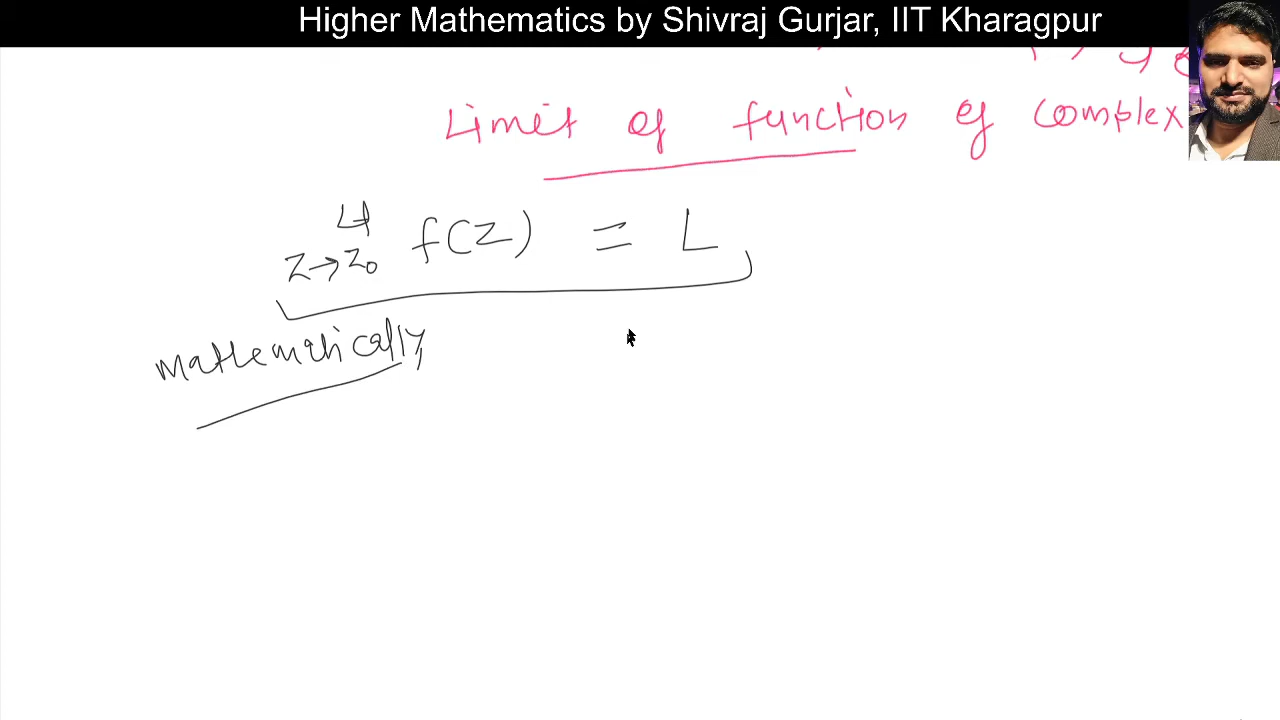 Higher Mathematics by Shivraj Gurjar, IIT Kharagpur
Limit of function of complex
Lt f(z) = L
z→z₀
mathematically,